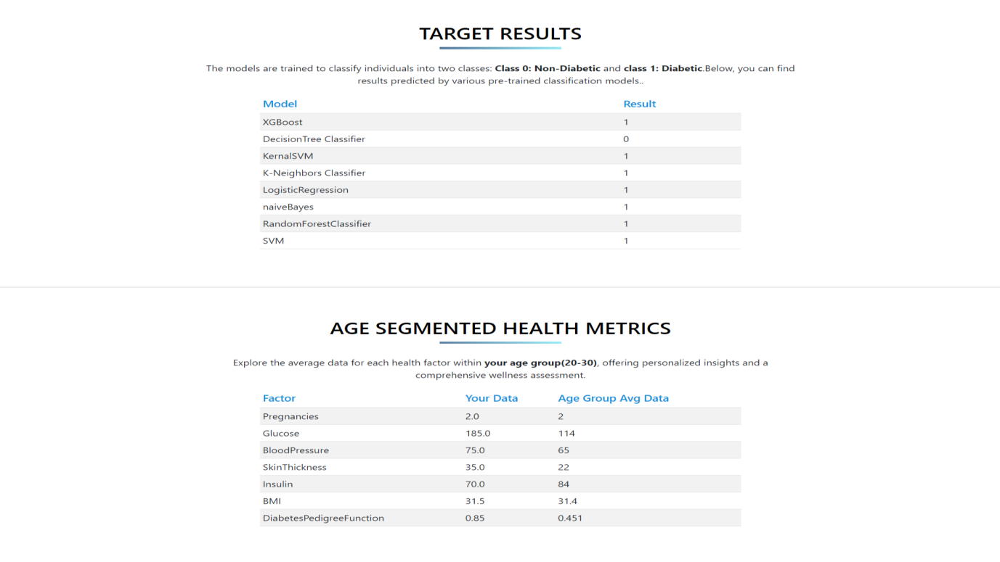 TARGET RESULTS
The models are trained to classify individuals into two classes: Class 0: Non-Diabetic and class 1: Diabetic.Below, you can find
results predicted by various pre-trained classification models..
Model Result
XGBoost 1
DecisionTree Classifier 0
KernalSVM 1
K-Neighbors Classifier 1
LogisticRegression 1
naiveBayes 1
RandomForestClassifier 1
SVM 1
AGE SEGMENTED HEALTH METRICS
Explore the average data for each health factor within your age group(20-30), offering personalized insights and a
comprehensive wellness assessment.
Factor Your Data Age Group Avg Data
Pregnancies 2.0 2
Glucose 185.0 114
BloodPressure 75.0 65
SkinThickness 35.0 22
Insulin 70.0 84
BMI 31.5 31.4
DiabetesPedigreeFunction 0.85 0.451